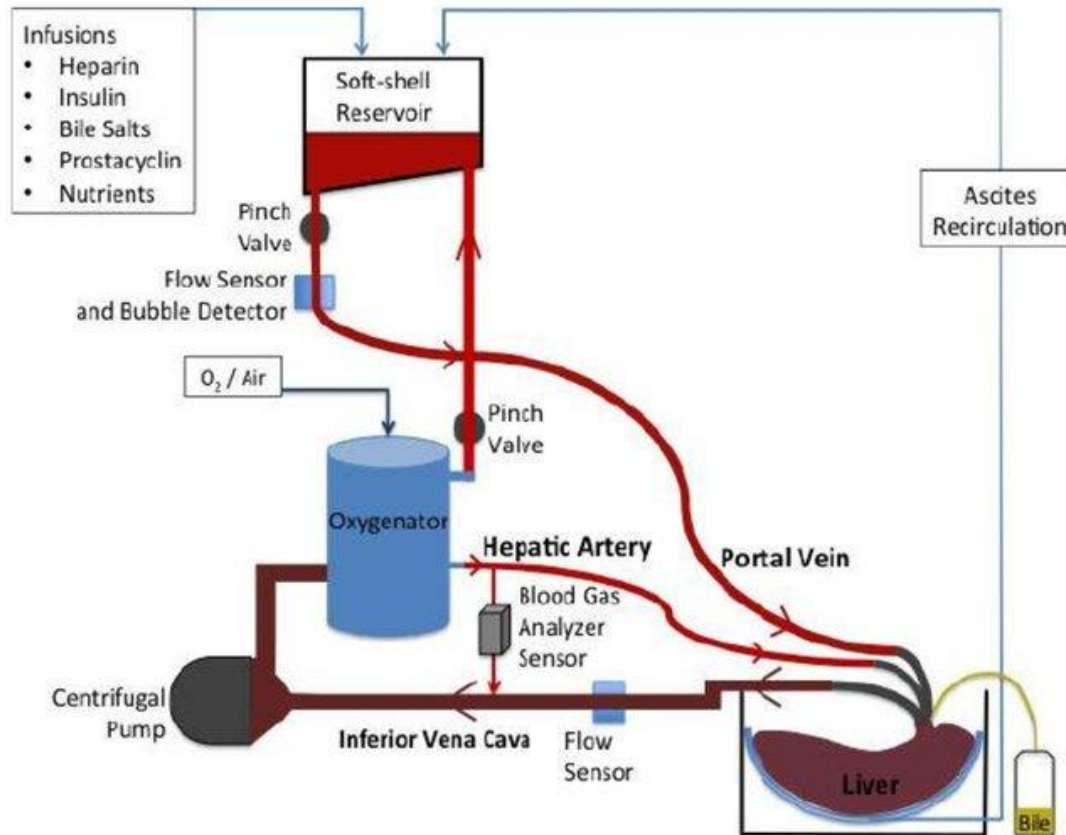 Infusions
• Heparin
• Insulin
• Bile Salts
• Prostacyclin
• Nutrients
Soft-shell
Reservoir
Pinch
Valve
Flow Sensor
and Bubble Detector
Ascites
Recirculation
O₂ / Air
Pinch
Valve
Oxygenator
Hepatic Artery
Portal Vein
Blood Gas
Analyzer
Sensor
Centrifugal
Pump
Inferior Vena Cava
Flow
Sensor
Liver
Bile